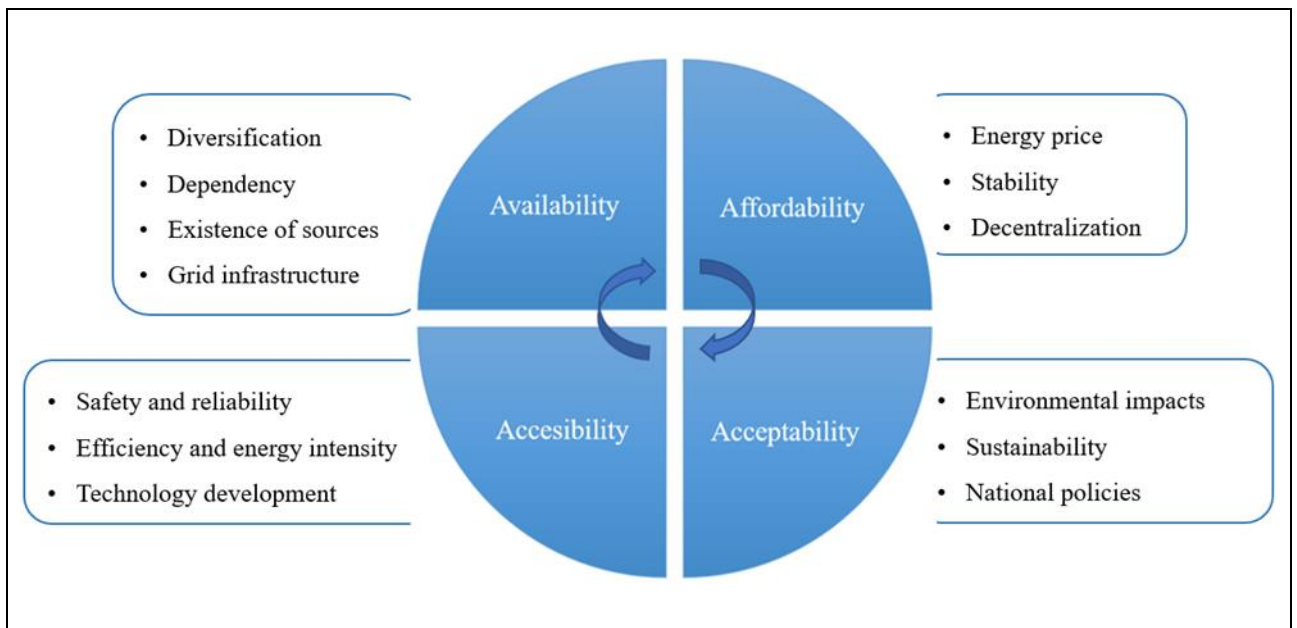 • Diversification
• Dependency
• Existence of sources
• Grid infrastructure
Availability
Affordability
• Energy price
• Stability
• Decentralization
• Safety and reliability
• Efficiency and energy intensity
• Technology development
Accesibility
Acceptability
• Environmental impacts
• Sustainability
• National policies